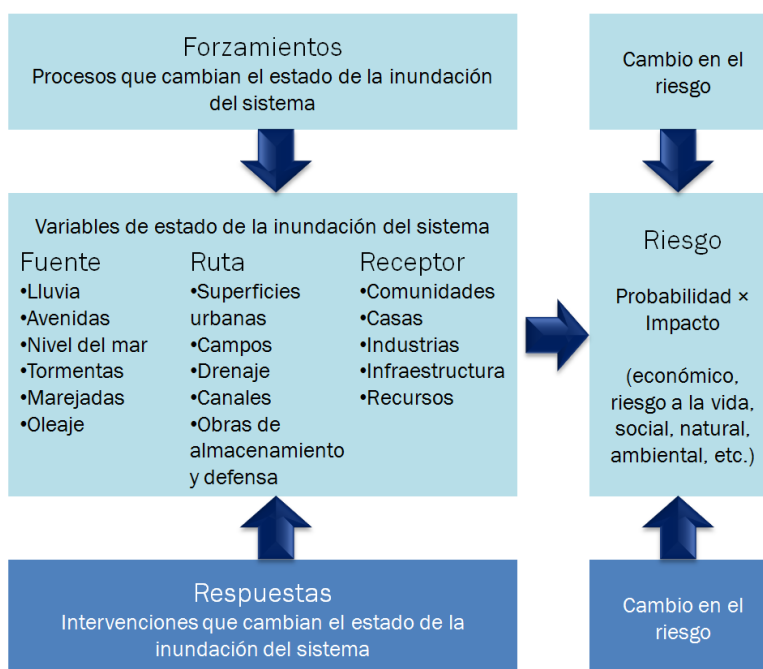 Forzamientos
Procesos que cambian el estado de la inundación
del sistema
Cambio en el
riesgo
Variables de estado de la inundación del sistema
Fuente
•Lluvia
•Avenidas
•Nivel del mar
•Tormentas
•Marejadas
•Oleaje
Ruta
•Superficies
urbanas
•Campos
•Drenaje
•Canales
•Obras de
almacenamiento
y defensa
Receptor
•Comunidades
•Casas
•Industrias
•Infraestructura
•Recursos
Riesgo
Probabilidad ×
Impacto
(económico,
riesgo a la vida,
social, natural,
ambiental, etc.)
Respuestas
Intervenciones que cambian el estado de la
inundación del sistema
Cambio en el
riesgo